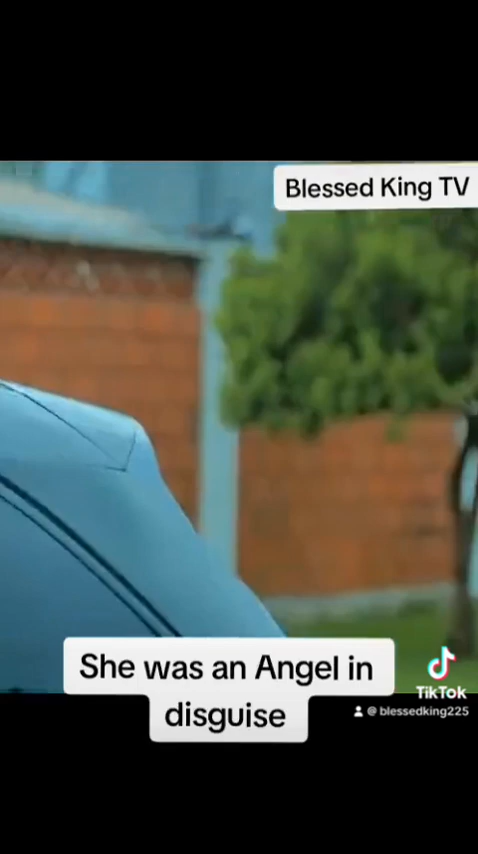 Blessed King TV
She was an Angel in
disguise
TikTok
@ blessedking225